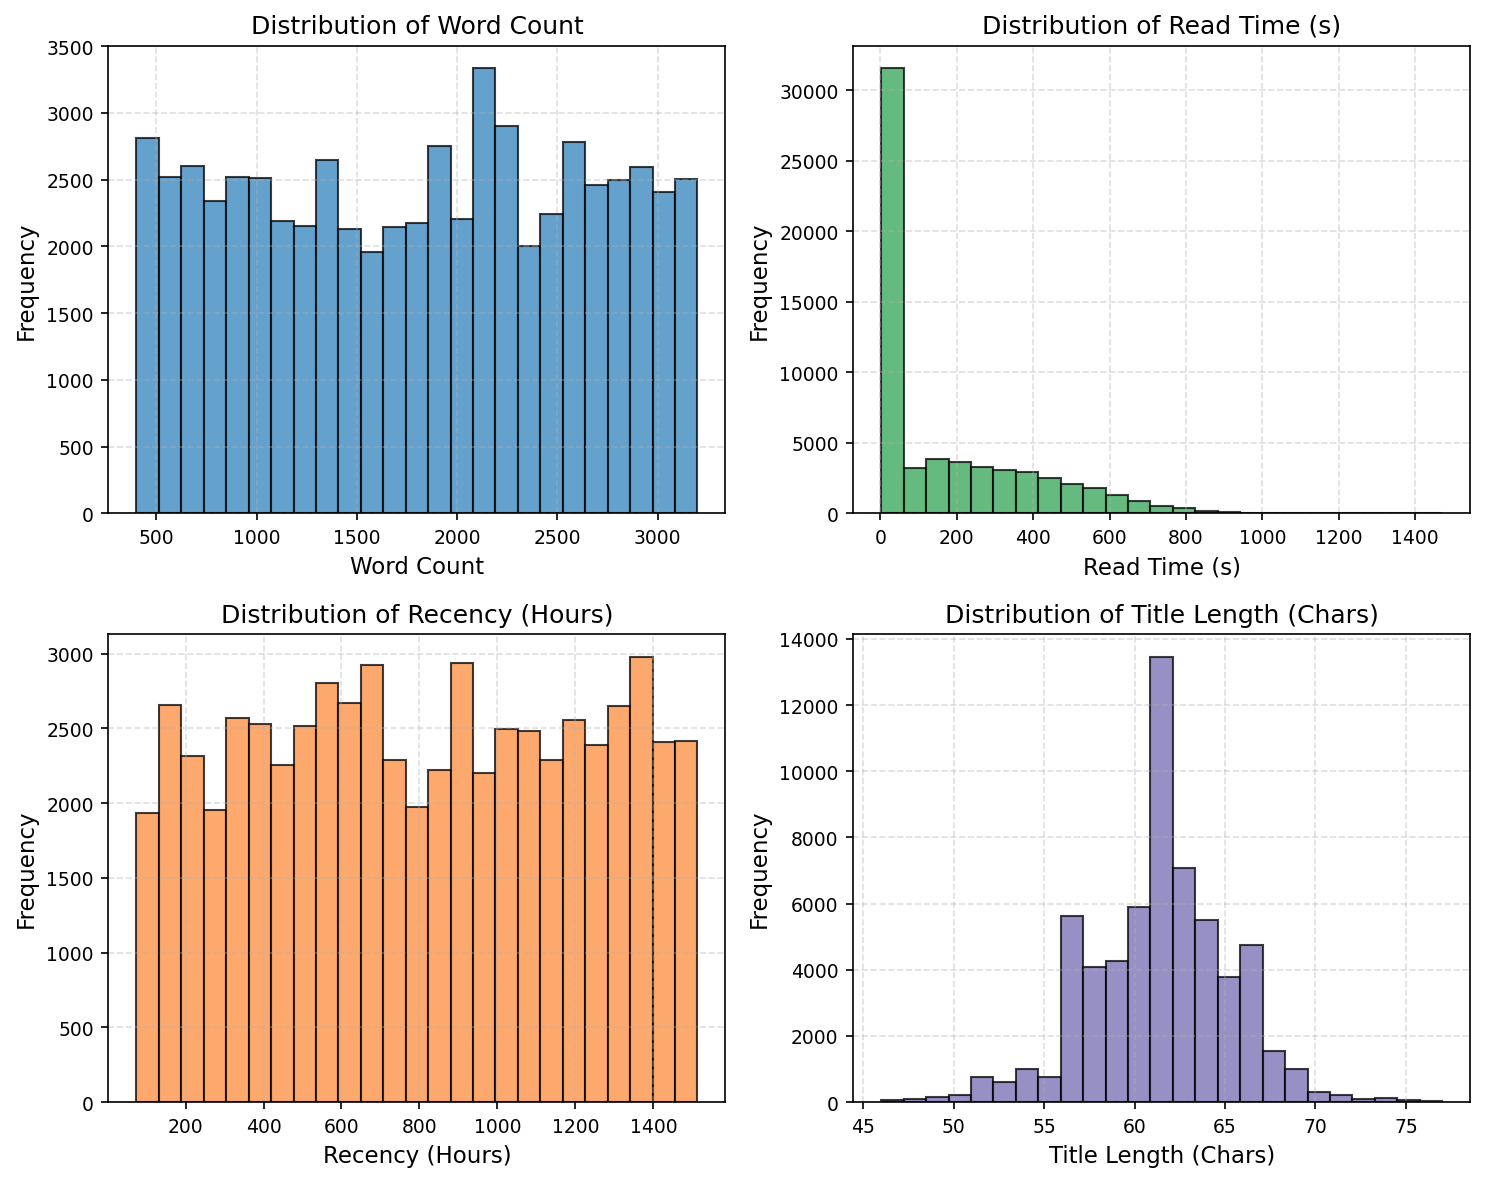 Distribution of Word Count
3500
3000
2500
2000
1500
1000
500
0
Frequency
500 1000 1500 2000 2500 3000
Word Count
Distribution of Read Time (s)
30000
25000
20000
15000
10000
5000
0
Frequency
0 200 400 600 800 1000 1200 1400
Read Time (s)
Distribution of Recency (Hours)
3000
2500
2000
1500
1000
500
0
Frequency
200 400 600 800 1000 1200 1400
Recency (Hours)
Distribution of Title Length (Chars)
14000
12000
10000
8000
6000
4000
2000
0
Frequency
45 50 55 60 65 70 75
Title Length (Chars)